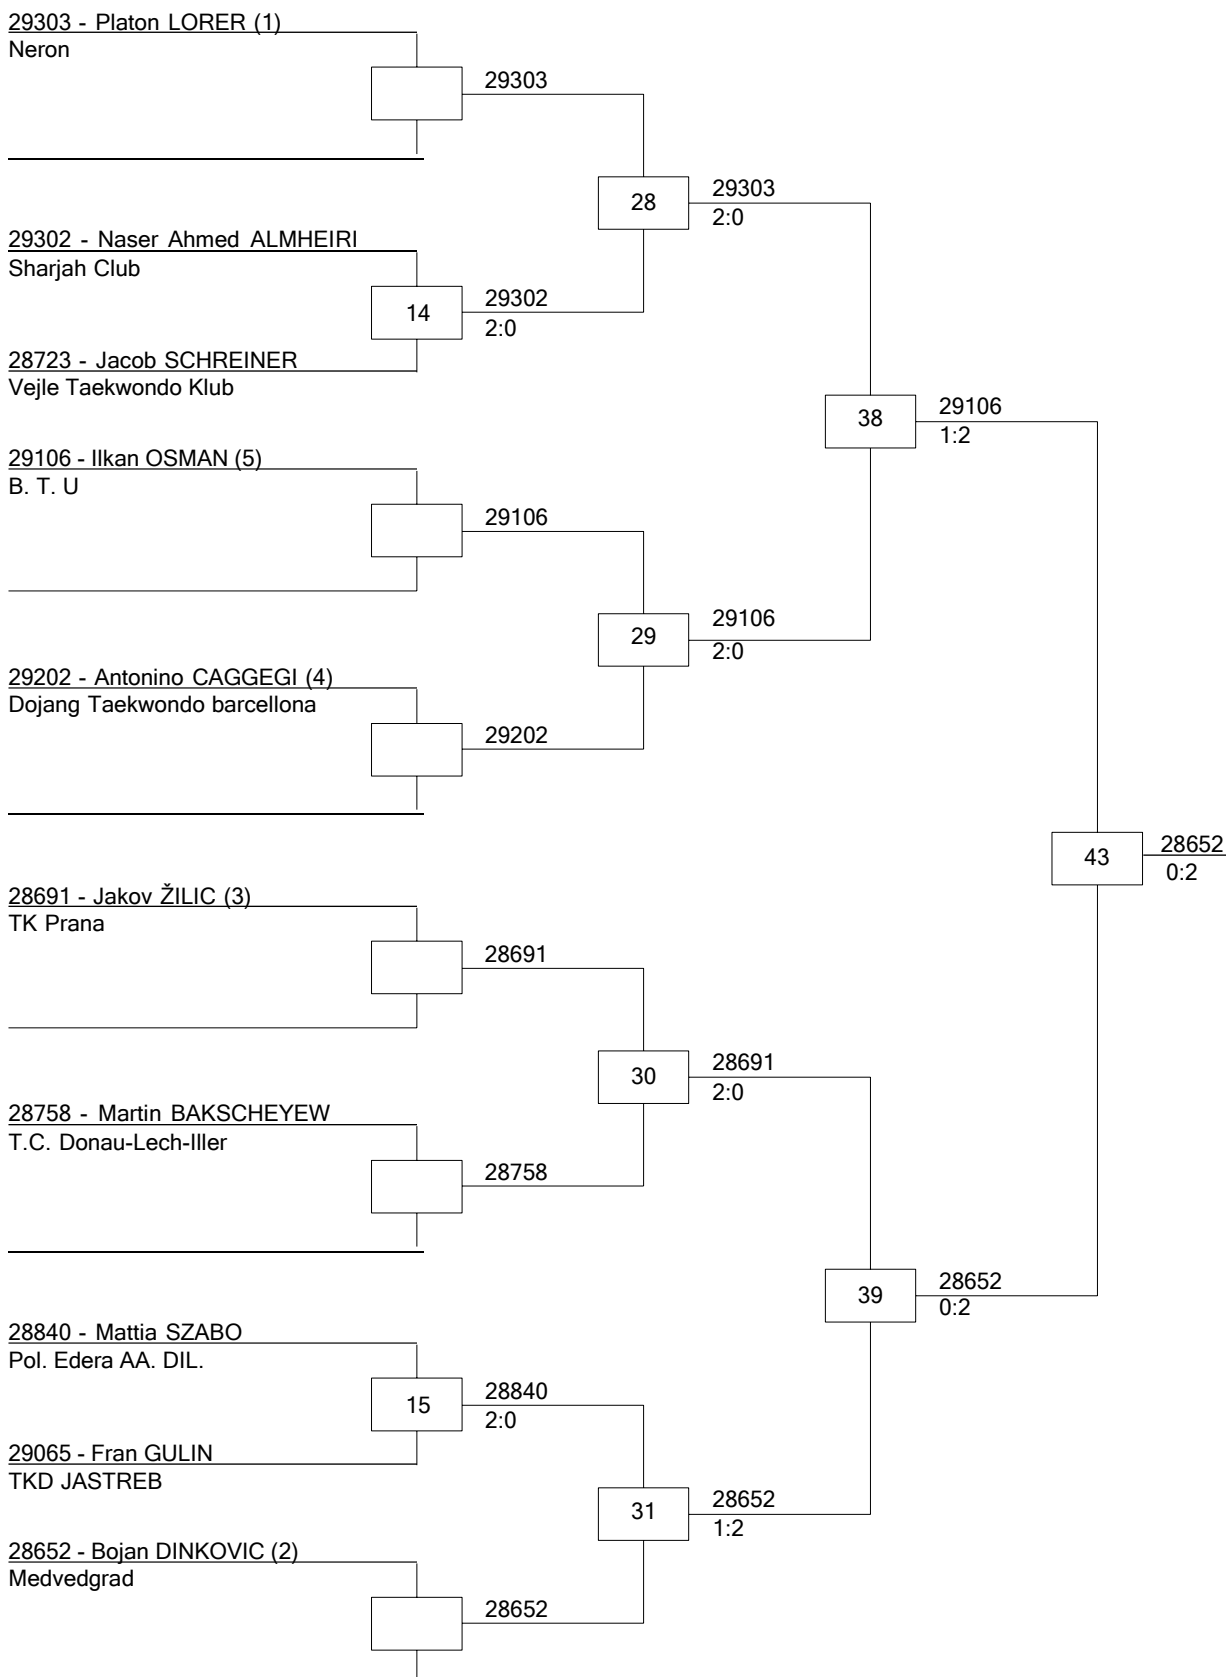 29303 - Platon LORER (1)
Neron
29303
28
29303
2:0
29302 - Naser Ahmed ALMHEIRI
Sharjah Club
14
29302
2:0
28723 - Jacob SCHREINER
Vejle Taekwondo Klub
38
29106
1:2
29106 - Ilkan OSMAN (5)
B. T. U
29106
29
29106
2:0
29202 - Antonino CAGGEGI (4)
Dojang Taekwondo barcellona
29202
43
28652
0:2
28691 - Jakov ŽILIC (3)
TK Prana
28691
30
28691
2:0
28758 - Martin BAKSCHEYEW
T.C. Donau-Lech-Iller
28758
39
28652
0:2
28840 - Mattia SZABO
Pol. Edera AA. DIL.
15
28840
2:0
29065 - Fran GULIN
TKD JASTREB
31
28652
1:2
28652 - Bojan DINKOVIC (2)
Medvedgrad
28652